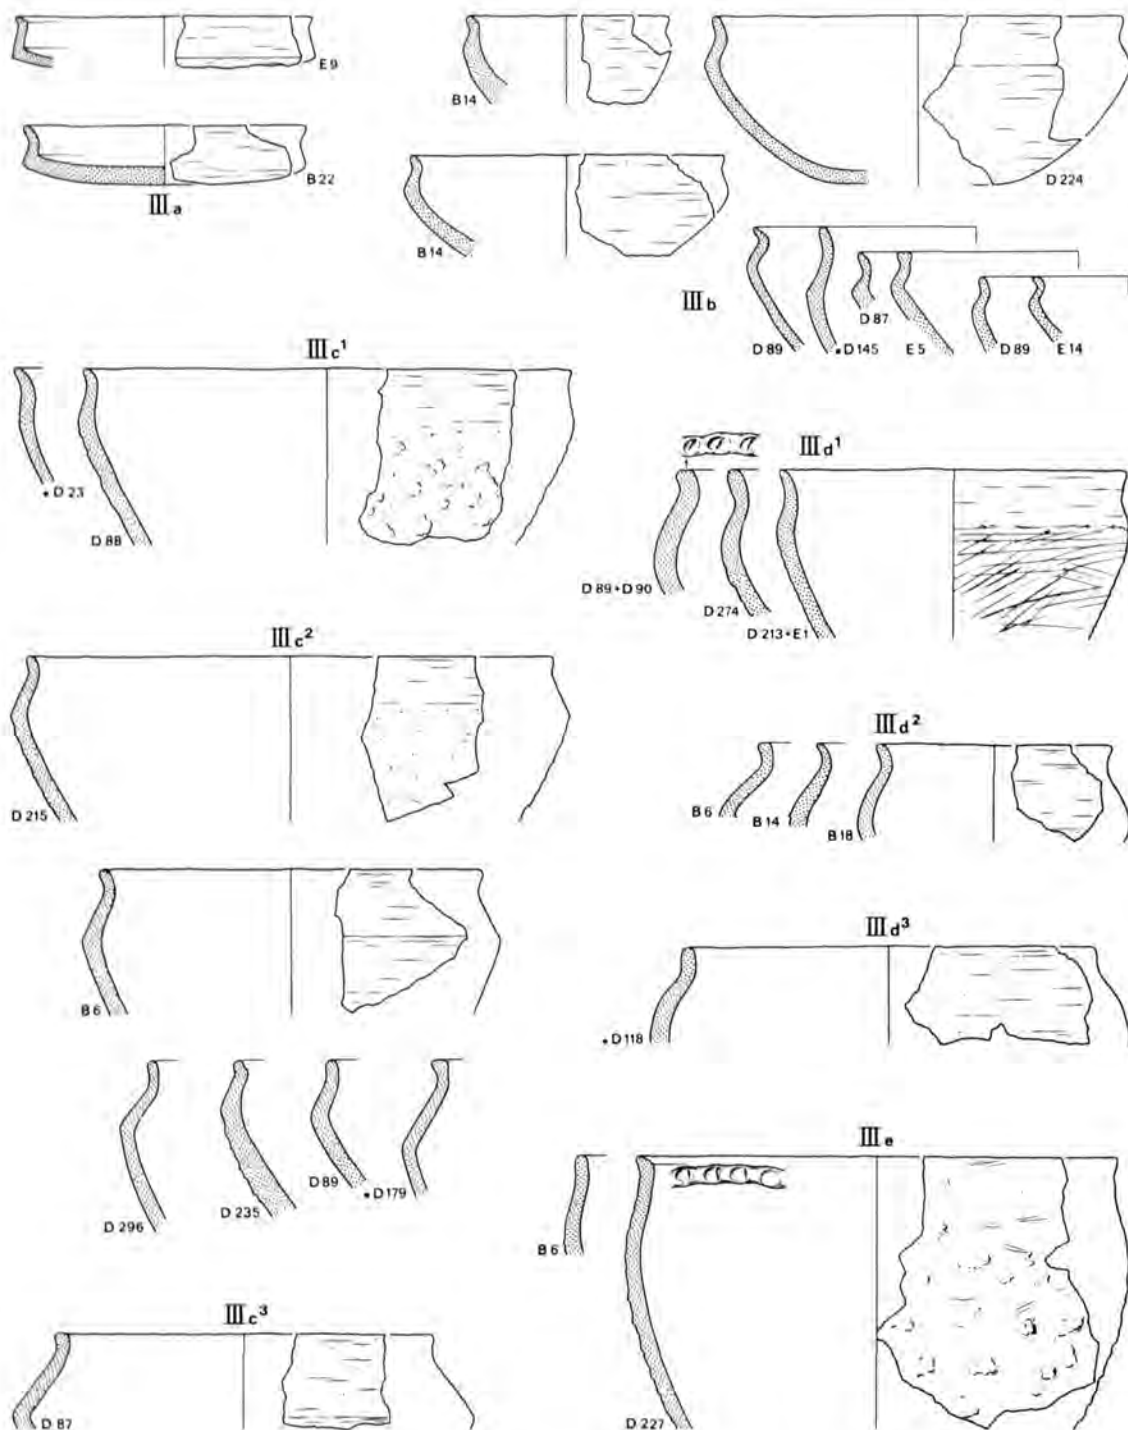 E 9
B 22
III a
B 14
D 224
B 14
III b
D 87
D 89
• D 145
E 5
D 89
E 14
III c¹
• D 23
D 88
III d¹
D 89 + D 90
D 274
D 213 + E 1
III c²
D 215
III d²
B 6
B 14
B 18
B 6
III d³
• D 118
D 296
D 235
D 89
• D 179
III e
B 6
D 227
III c³
D 87